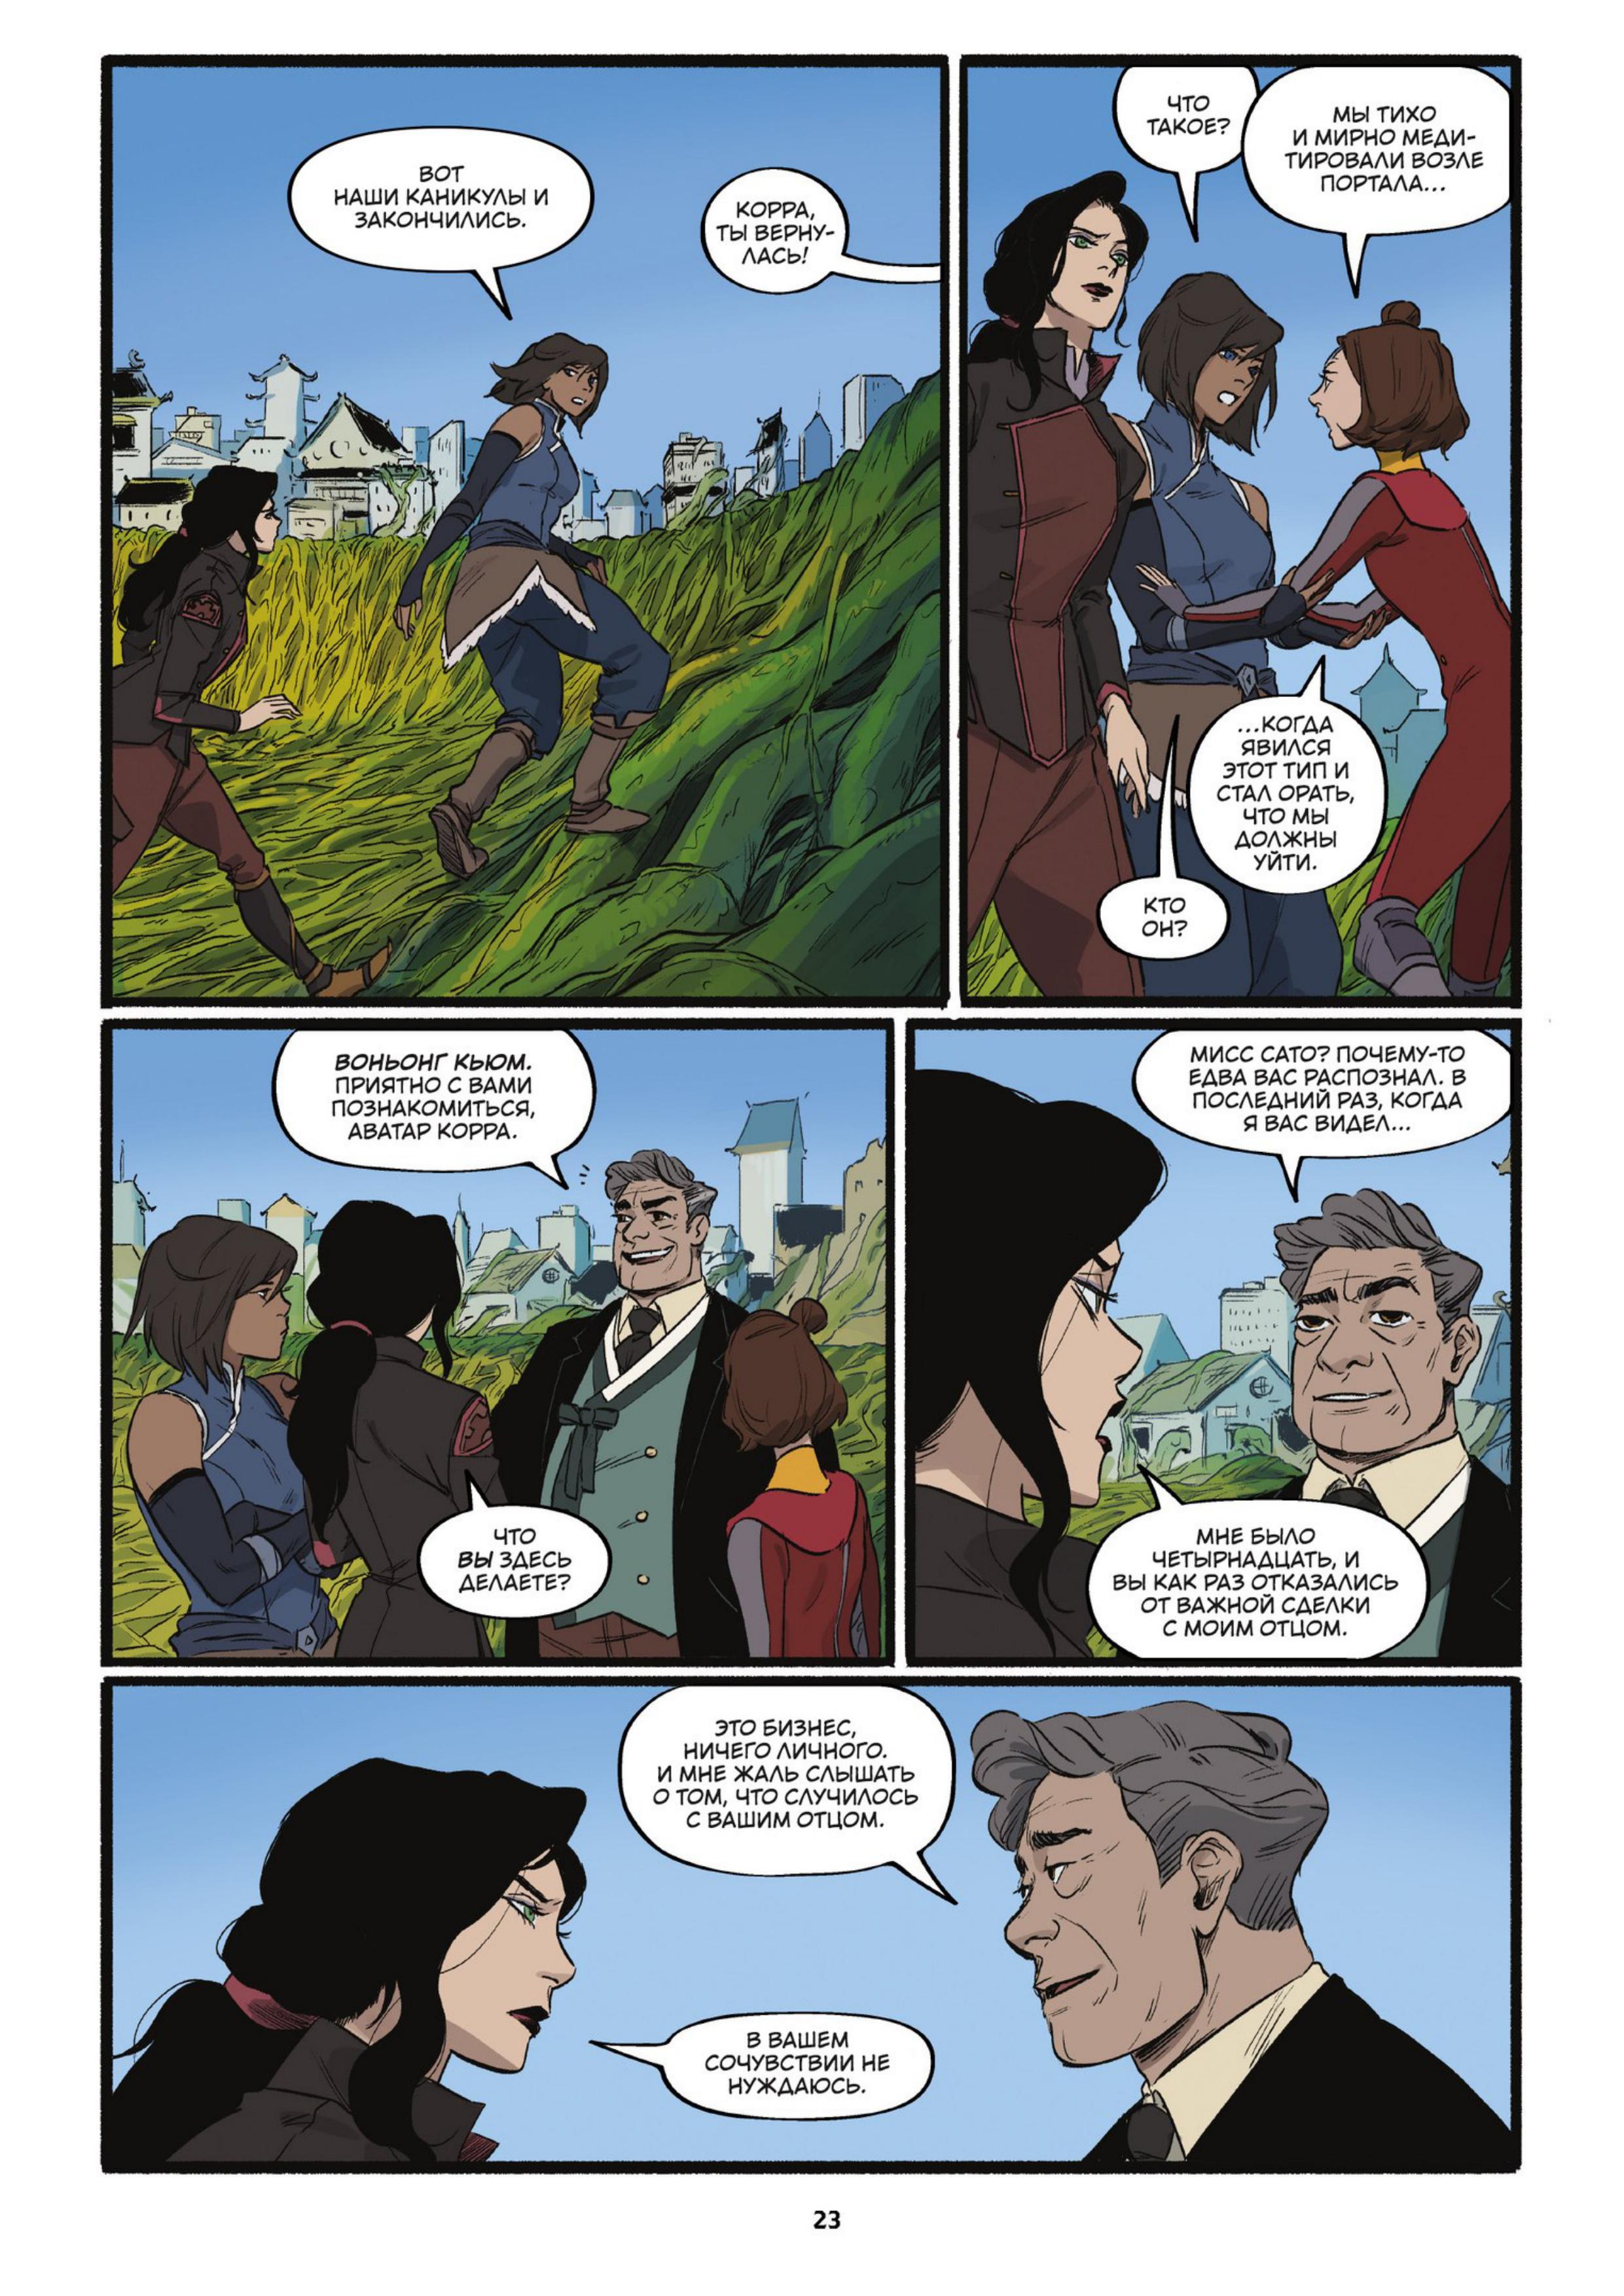 ВОТ
НАШИ КАНИКУЛЫ И
ЗАКОНЧИЛИСЬ.
КОРРА,
ТЫ ВЕРНУ-
ЛАСЬ!
ЧТО
ТАКОЕ?
МЫ ТИХО
И МИРНО МЕДИ-
ТИРОВАЛИ ВОЗЛЕ
ПОРТАЛА...
...КОГДА
ЯВИЛСЯ
ЭТОТ ТИП И
СТАЛ ОРАТЬ,
ЧТО МЫ
ДОЛЖНЫ
УЙТИ.
КТО
ОН?
ВОНЬОНГ КЬЮМ.
ПРИЯТНО С ВАМИ
ПОЗНАКОМИТЬСЯ,
АВАТАР КОРРА.
ЧТО
ВЫ ЗДЕСЬ
ДЕЛАЕТЕ?
МИСС САТО? ПОЧЕМУ-ТО
ЕДВА ВАС РАСПОЗНАЛ. В
ПОСЛЕДНИЙ РАЗ, КОГДА
Я ВАС ВИДЕЛ...
МНЕ БЫЛО
ЧЕТЫРНАДЦАТЬ, И
ВЫ КАК РАЗ ОТКАЗАЛИСЬ
ОТ ВАЖНОЙ СДЕЛКИ
С МОИМ ОТЦОМ.
ЭТО БИЗНЕС,
НИЧЕГО ЛИЧНОГО.
И МНЕ ЖАЛЬ СЛЫШАТЬ
О ТОМ, ЧТО СЛУЧИЛОСЬ
С ВАШИМ ОТЦОМ.
В ВАШЕМ
СОЧУВСТВИИ НЕ
НУЖДАЮСЬ.
23